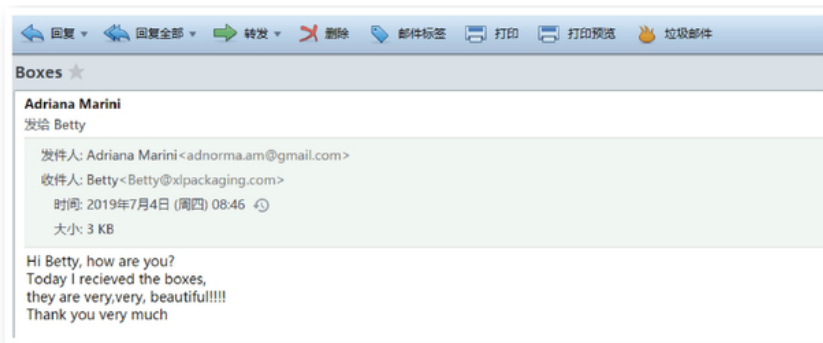 回复 回复全部 转发 删除 邮件标签 打印 打印预览 垃圾邮件
Boxes
Adriana Marini
发给 Betty
发件人: Adriana Marini<adnorma.am@gmail.com>
收件人: Betty<Betty@xlpackaging.com>
时间: 2019年7月4日 (周四) 08:46
大小: 3 KB
Hi Betty, how are you?
Today I recieved the boxes,
they are very,very, beautiful!!!!
Thank you very much